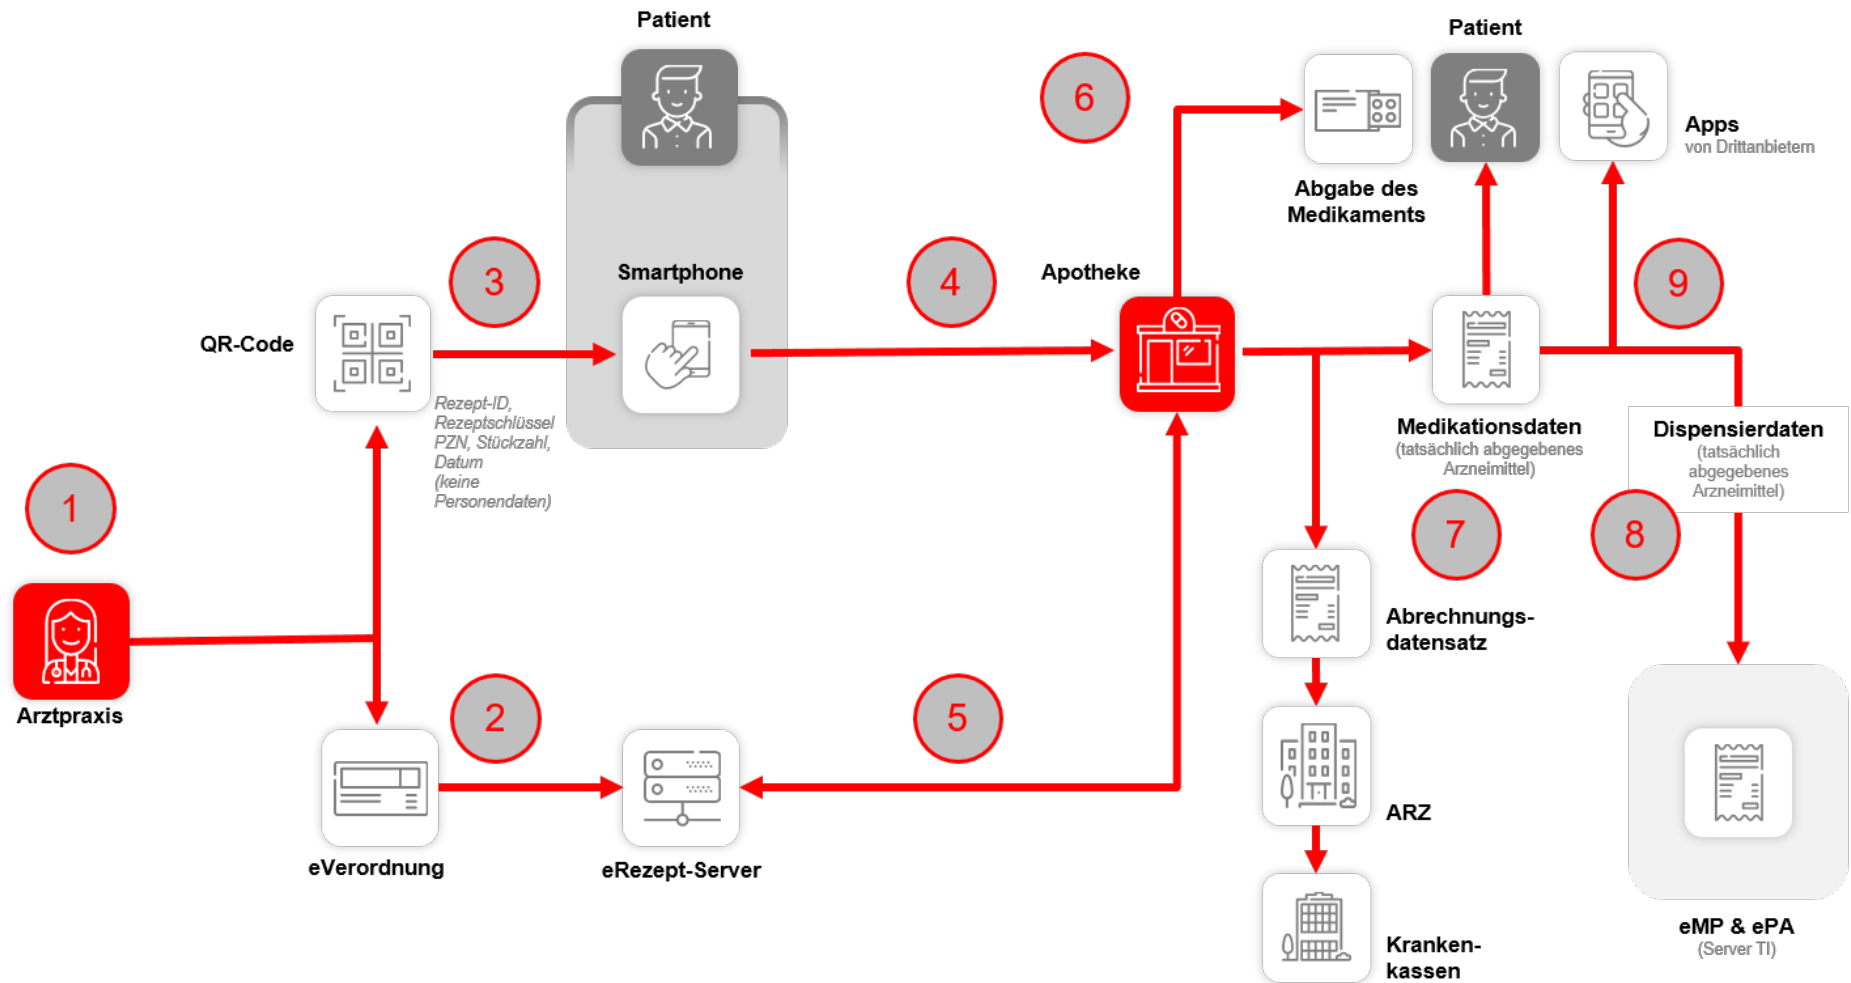 Patient
Patient
6
Apps
von Drittanbietern
Abgabe des
Medikaments
3
Smartphone
4
Apotheke
9
QR-Code
Rezept-ID,
Rezeptschlüssel
PZN, Stückzahl,
Datum
(keine
Personendaten)
Medikationsdaten
(tatsächlich abgegebenes
Arzneimittel)
Dispensierdaten
(tatsächlich
abgegebenes
Arzneimittel)
1
7
8
Abrechnungs-
datensatz
Arztpraxis
2
5
ARZ
eVerordnung
eRezept-Server
eMP & ePA
(Server TI)
Kranken-
kassen